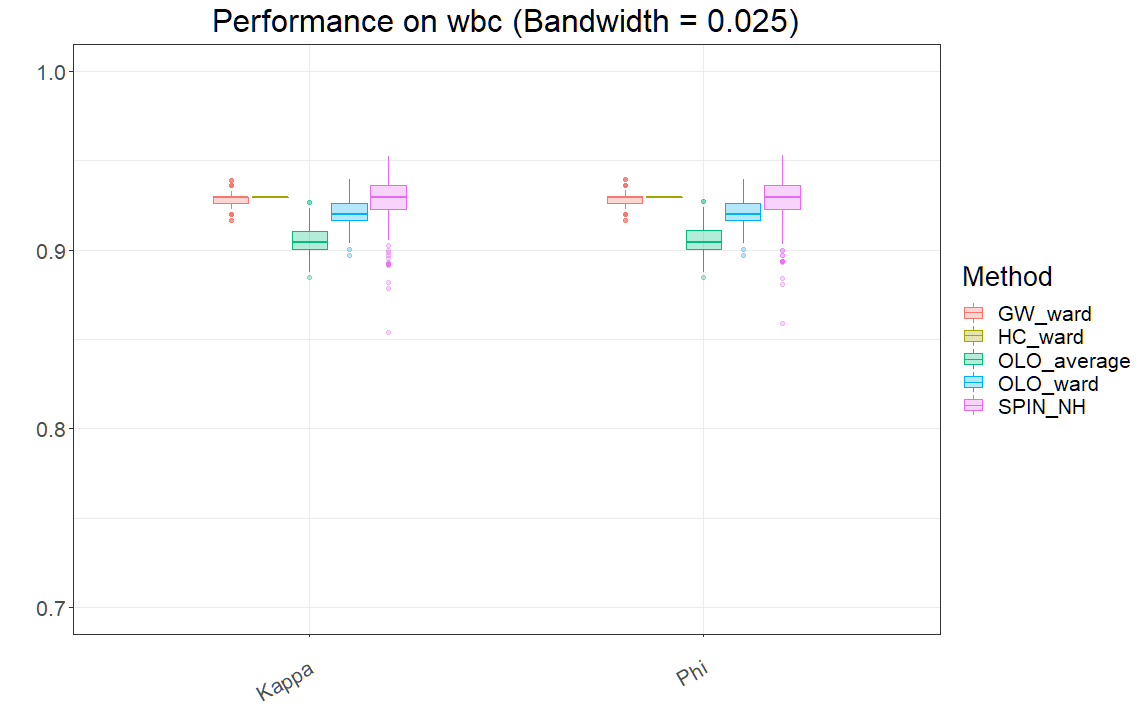 Performance on wbc (Bandwidth = 0.025)
1.0
0.9
0.8
0.7
Kappa
Phi
Method
GW_ward
HC_ward
OLO_average
OLO_ward
SPIN_NH